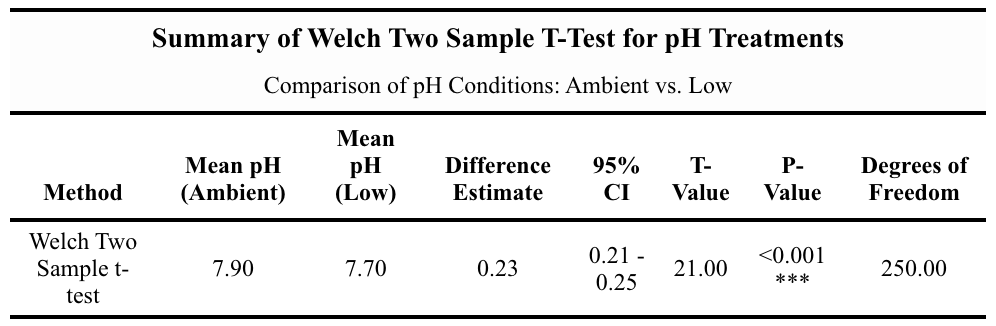 Summary of Welch Two Sample T-Test for pH Treatments
Comparison of pH Conditions: Ambient vs. Low
Method
Mean pH
(Ambient)
Mean
pH
(Low)
Difference
Estimate
95%
CI
T-
Value
P-
Value
Degrees of
Freedom
Welch Two
Sample t-
test
7.90
7.70
0.23
0.21 -
0.25
21.00
<0.001
***
250.00